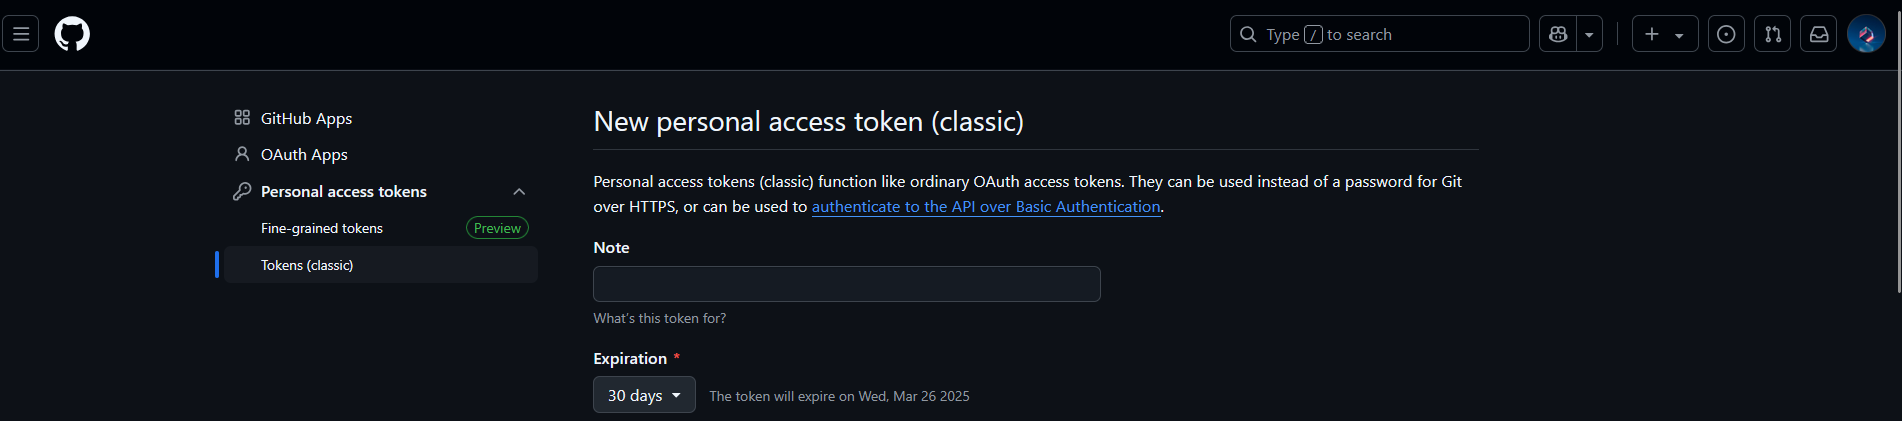 Type / to search
GitHub Apps
OAuth Apps
Personal access tokens
Fine-grained tokens Preview
Tokens (classic)
New personal access token (classic)
Personal access tokens (classic) function like ordinary OAuth access tokens. They can be used instead of a password for Git
over HTTPS, or can be used to authenticate to the API over Basic Authentication.
Note
What's this token for?
Expiration *
30 days The token will expire on Wed, Mar 26 2025